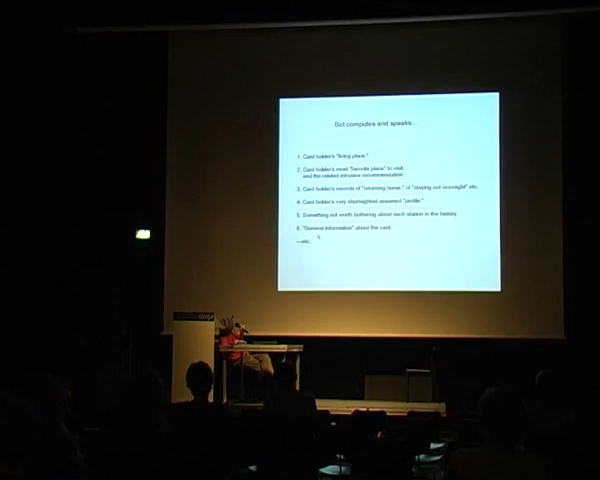 Bot computes and speaks...
1. Card holder's "living place."
2. Card holder's most "favorite place" to visit,
and the related intrusive recommendation.
3. Card holder's records of "returning home," of "staying out overnight" etc.
4. Card holder's very shortsighted assumed "profile."
5. Something not worth bothering about each station in the history.
6. "General information" about the card.
---etc.